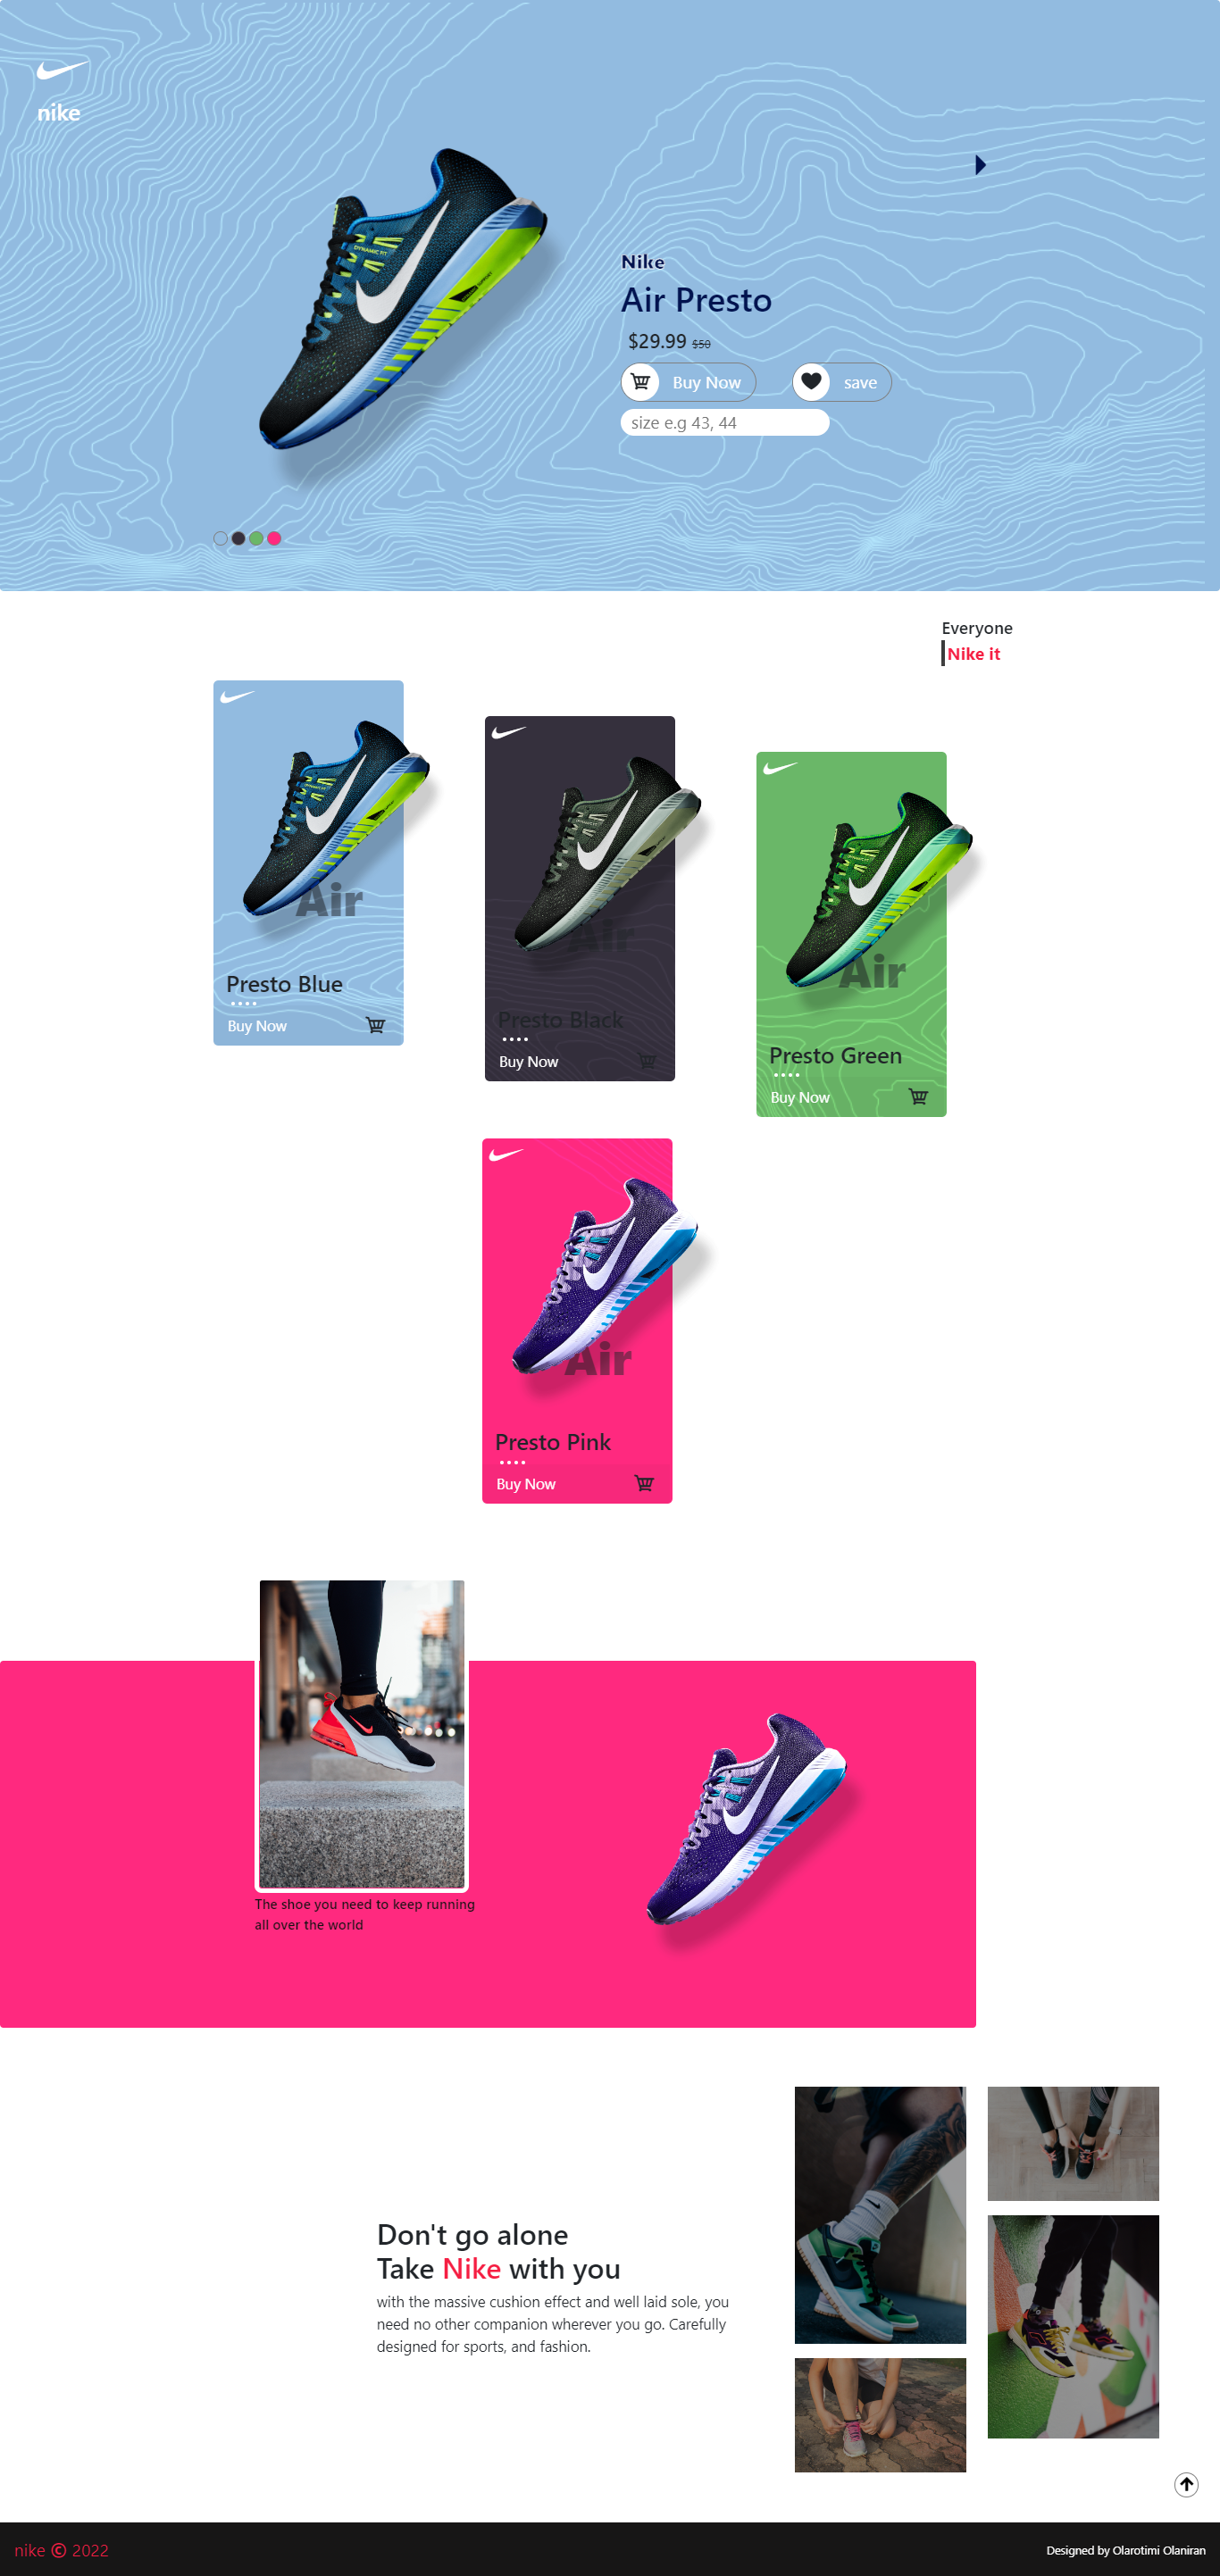 nike
DYNAMIC FIT
Nike
Air Presto
$29.99 $50
Buy Now
save
size e.g 43, 44
Everyone
Nike it
Air
Presto Blue
Buy Now
Air
Presto Black
Buy Now
Air
Presto Green
Buy Now
Air
Presto Pink
Buy Now
The shoe you need to keep running
all over the world
Don't go alone
Take Nike with you
with the massive cushion effect and well laid sole, you
need no other companion wherever you go. Carefully
designed for sports, and fashion.
nike © 2022
Designed by Olarotimi Olaniran